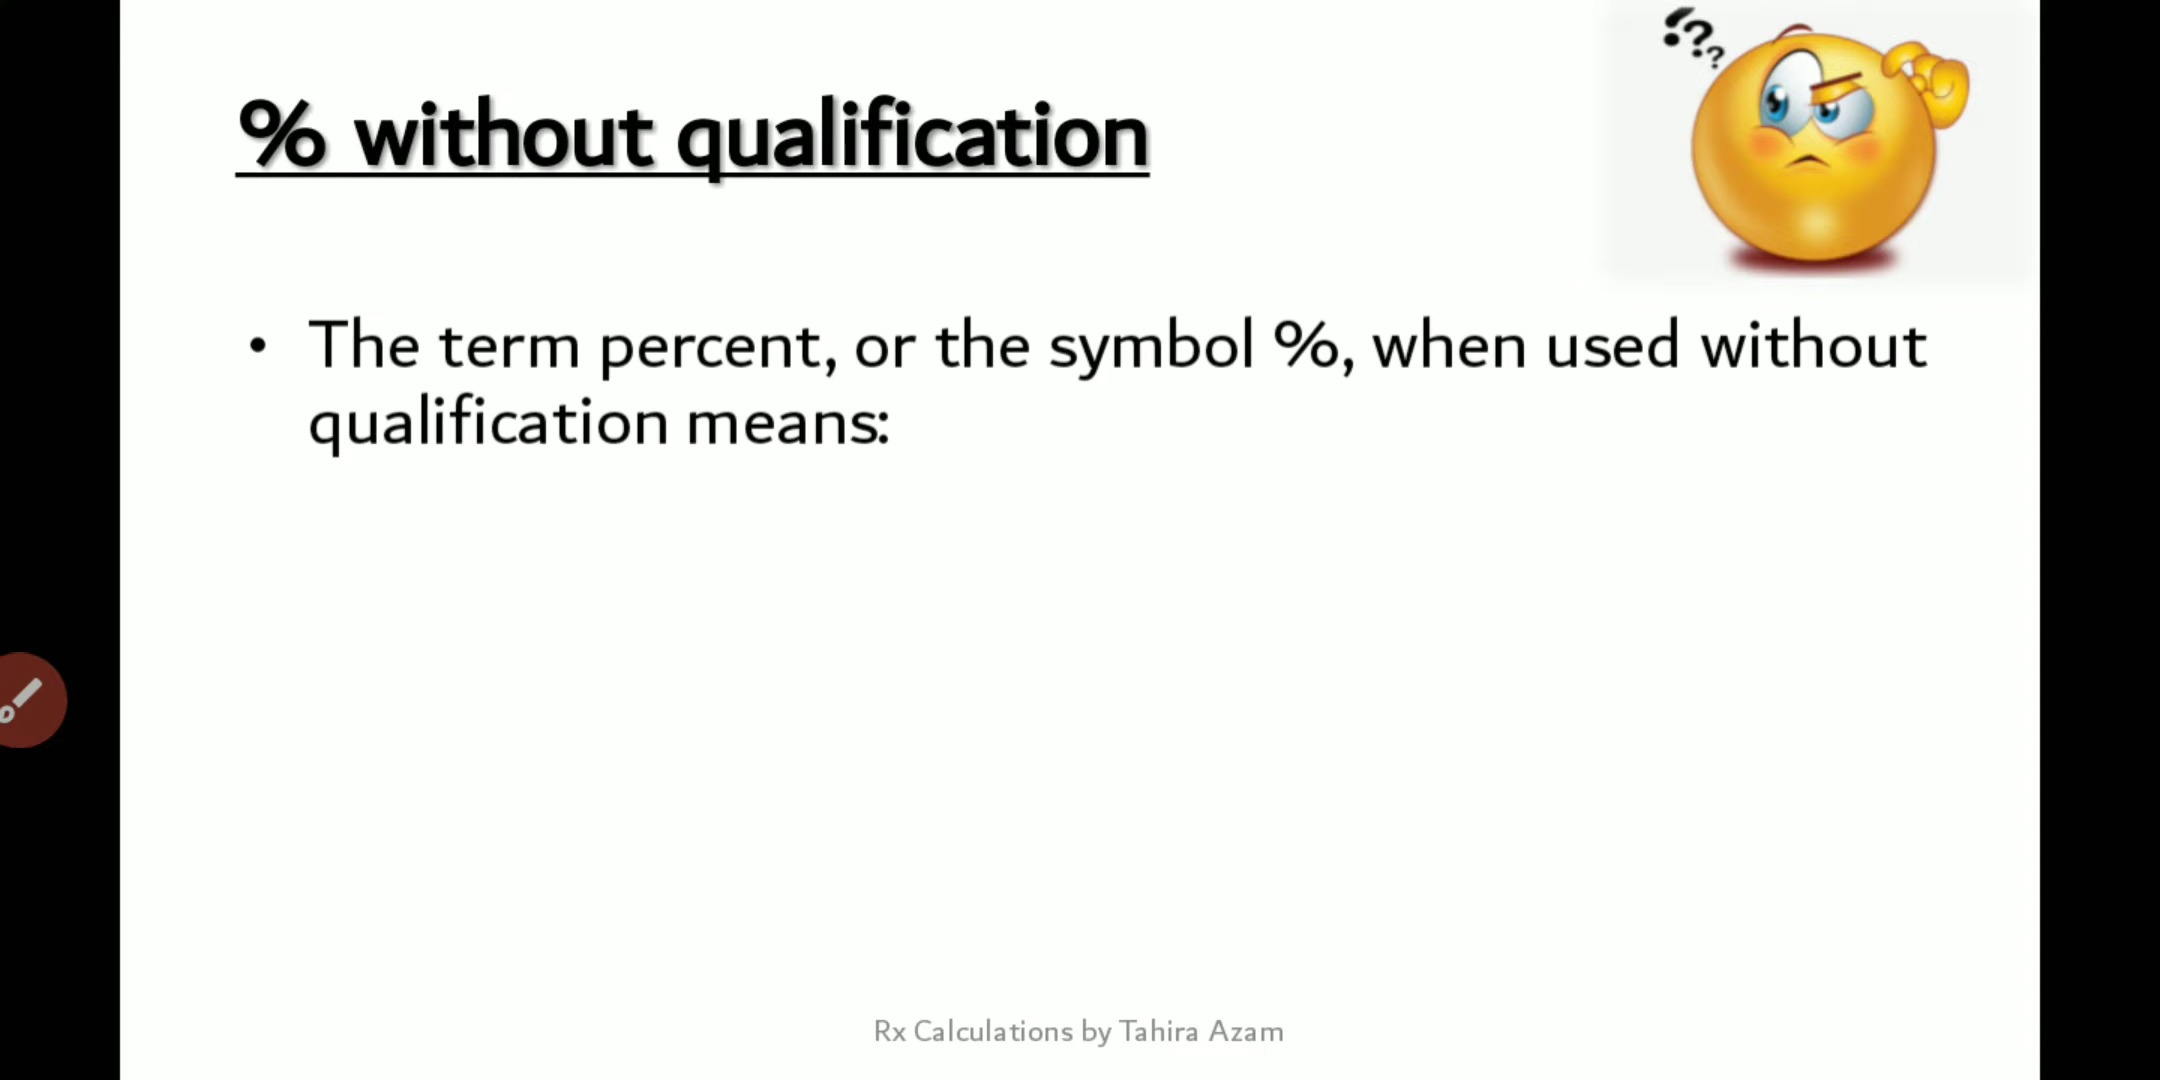 ???
% without qualification
• The term percent, or the symbol %, when used without
qualification means:
Rx Calculations by Tahira Azam